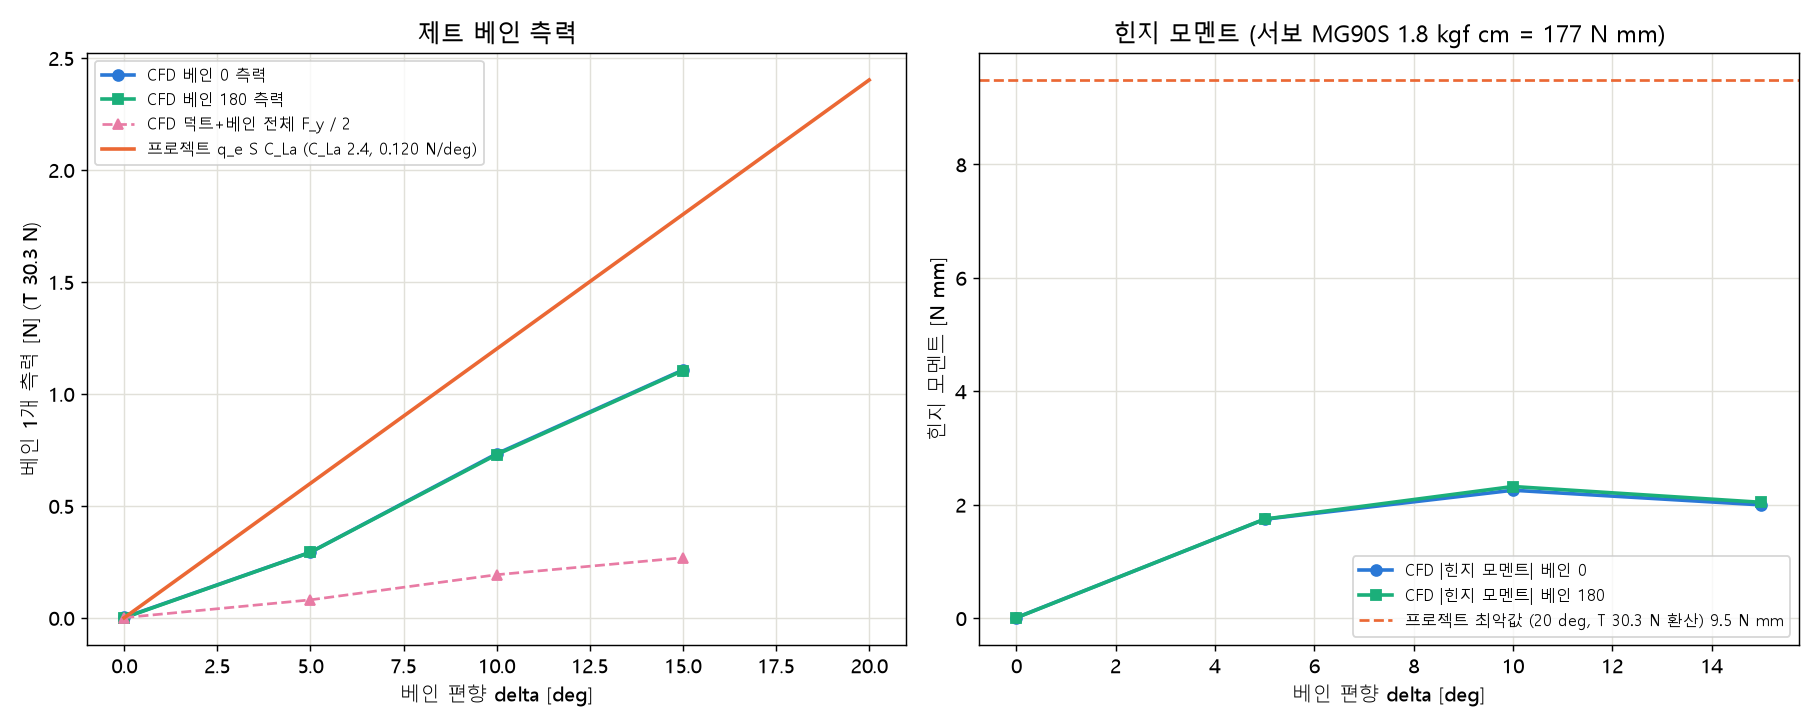 제트 베인 측력
2.5
2.0
1.5
1.0
0.5
0.0
베인 1개 측력 [N] (T 30.3 N)
CFD 베인 0 측력
CFD 베인 180 측력
CFD 덕트+베인 전체 F_y / 2
프로젝트 q_e S C_La (C_La 2.4, 0.120 N/deg)
0.0 2.5 5.0 7.5 10.0 12.5 15.0 17.5 20.0
베인 편향 delta [deg]
힌지 모멘트 (서보 MG90S 1.8 kgf cm = 177 N mm)
8
6
4
2
0
힌지 모멘트 [N mm]
CFD |힌지 모멘트| 베인 0
CFD |힌지 모멘트| 베인 180
프로젝트 최악값 (20 deg, T 30.3 N 환산) 9.5 N mm
0 2 4 6 8 10 12 14
베인 편향 delta [deg]